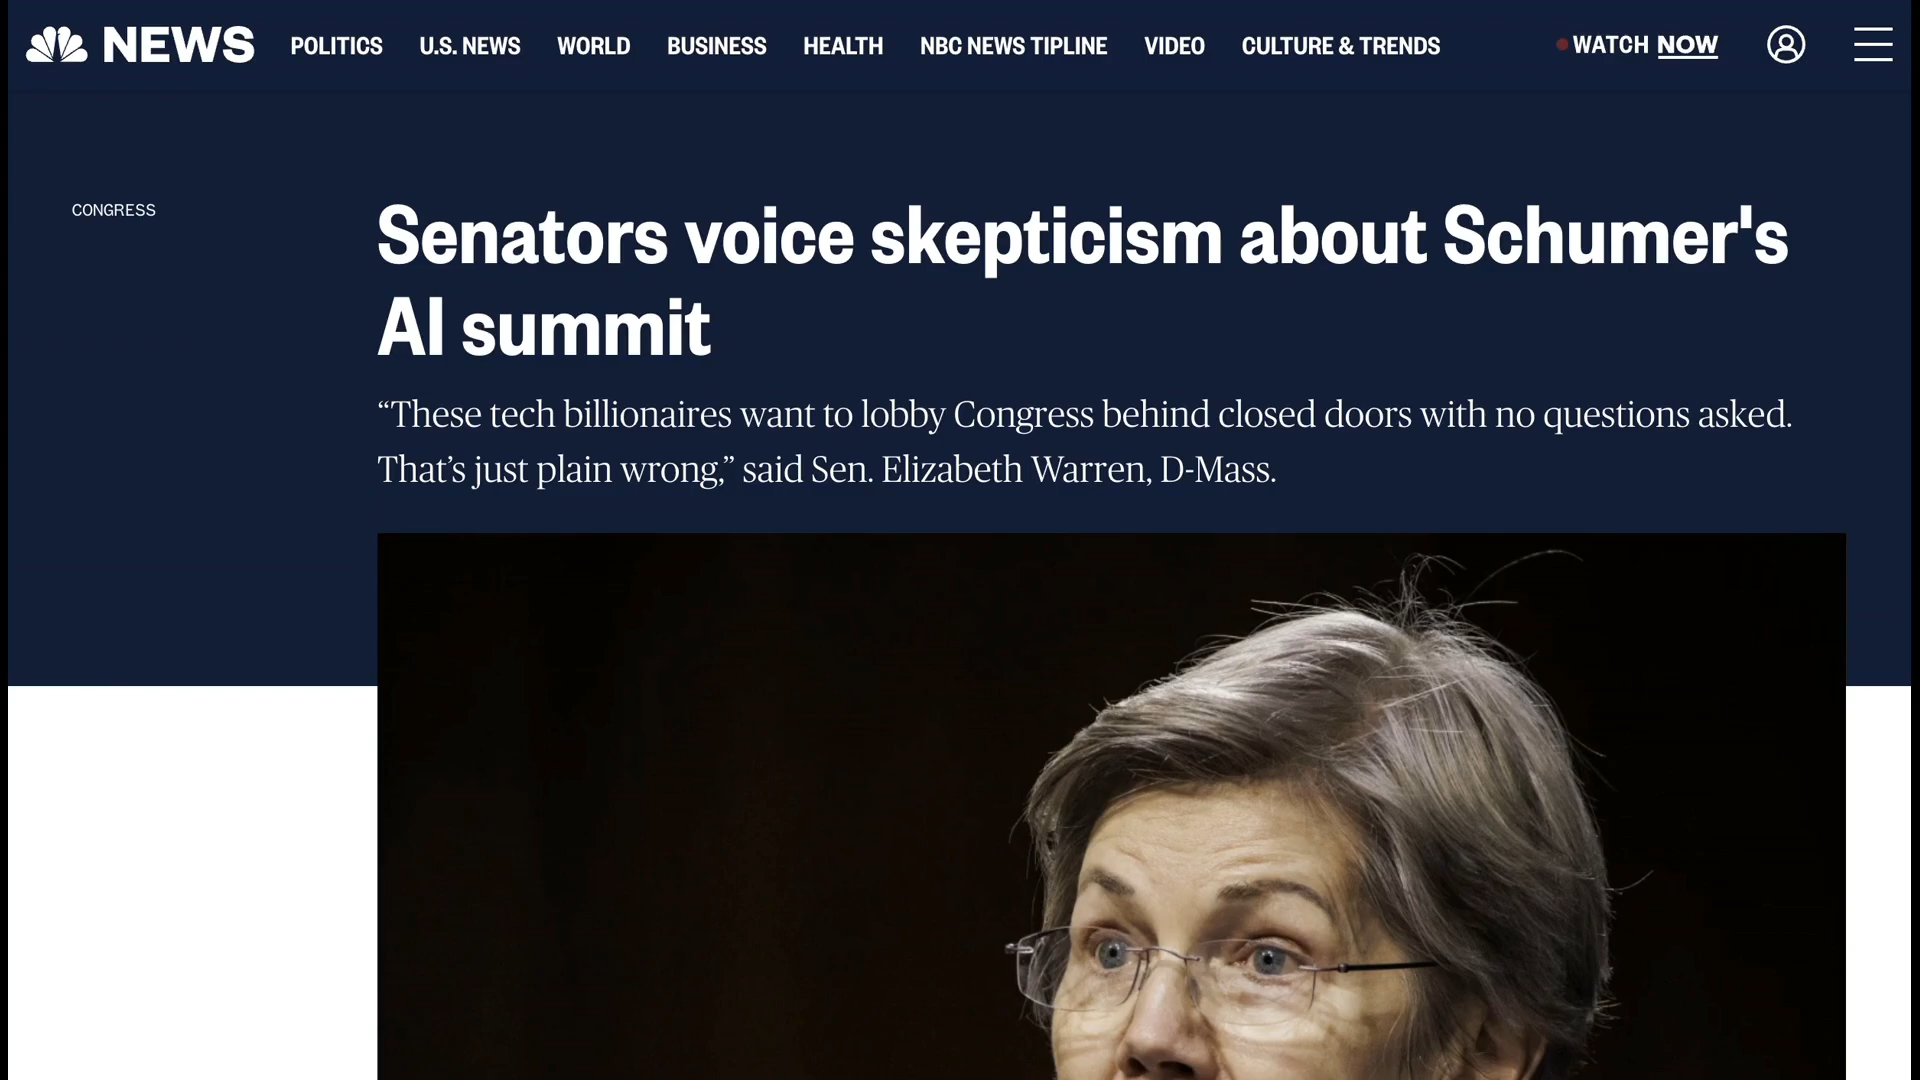 NEWS
POLITICS
U.S. NEWS
WORLD
BUSINESS
HEALTH
NBC NEWS TIPLINE
VIDEO
CULTURE & TRENDS
WATCH NOW
CONGRESS
Senators voice skepticism about Schumer's
AI summit
“These tech billionaires want to lobby Congress behind closed doors with no questions asked.
That’s just plain wrong,” said Sen. Elizabeth Warren, D-Mass.